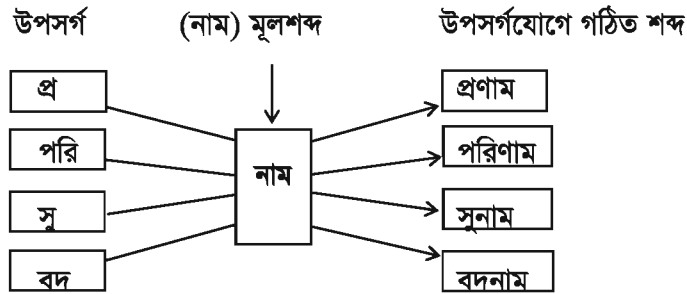 উপসর্গ (নাম) মূলশব্দ উপসর্গযোগে গঠিত শব্দ
প্র প্রণাম
পরি পরিণাম
নাম
সু সুনাম
বদ বদনাম